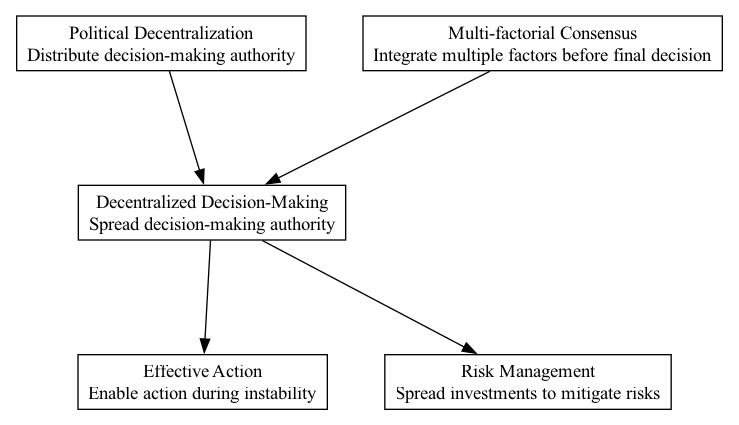 Political Decentralization
Distribute decision-making authority
Multi-factorial Consensus
Integrate multiple factors before final decision
Decentralized Decision-Making
Spread decision-making authority
Effective Action
Enable action during instability
Risk Management
Spread investments to mitigate risks